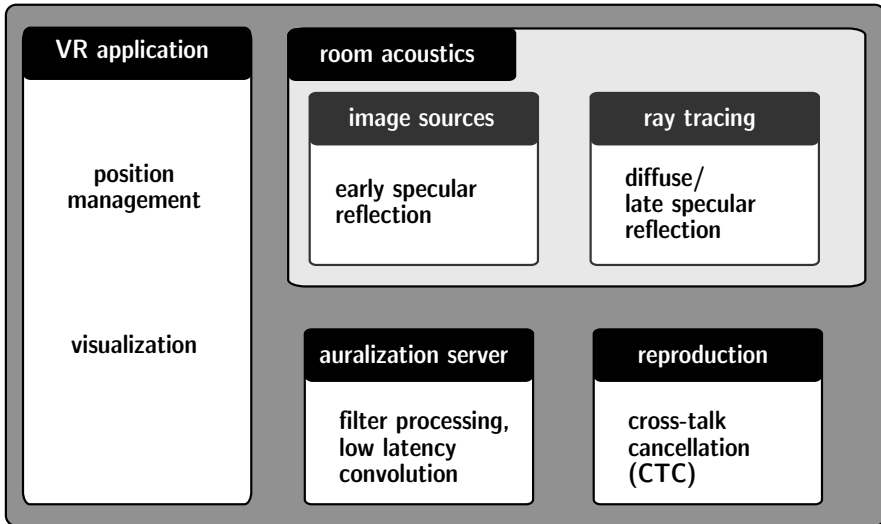 VR application
position
management
visualization
room acoustics
image sources
early specular
reflection
ray tracing
diffuse/
late specular
reflection
auralization server
filter processing,
low latency
convolution
reproduction
cross-talk
cancellation
(CTC)